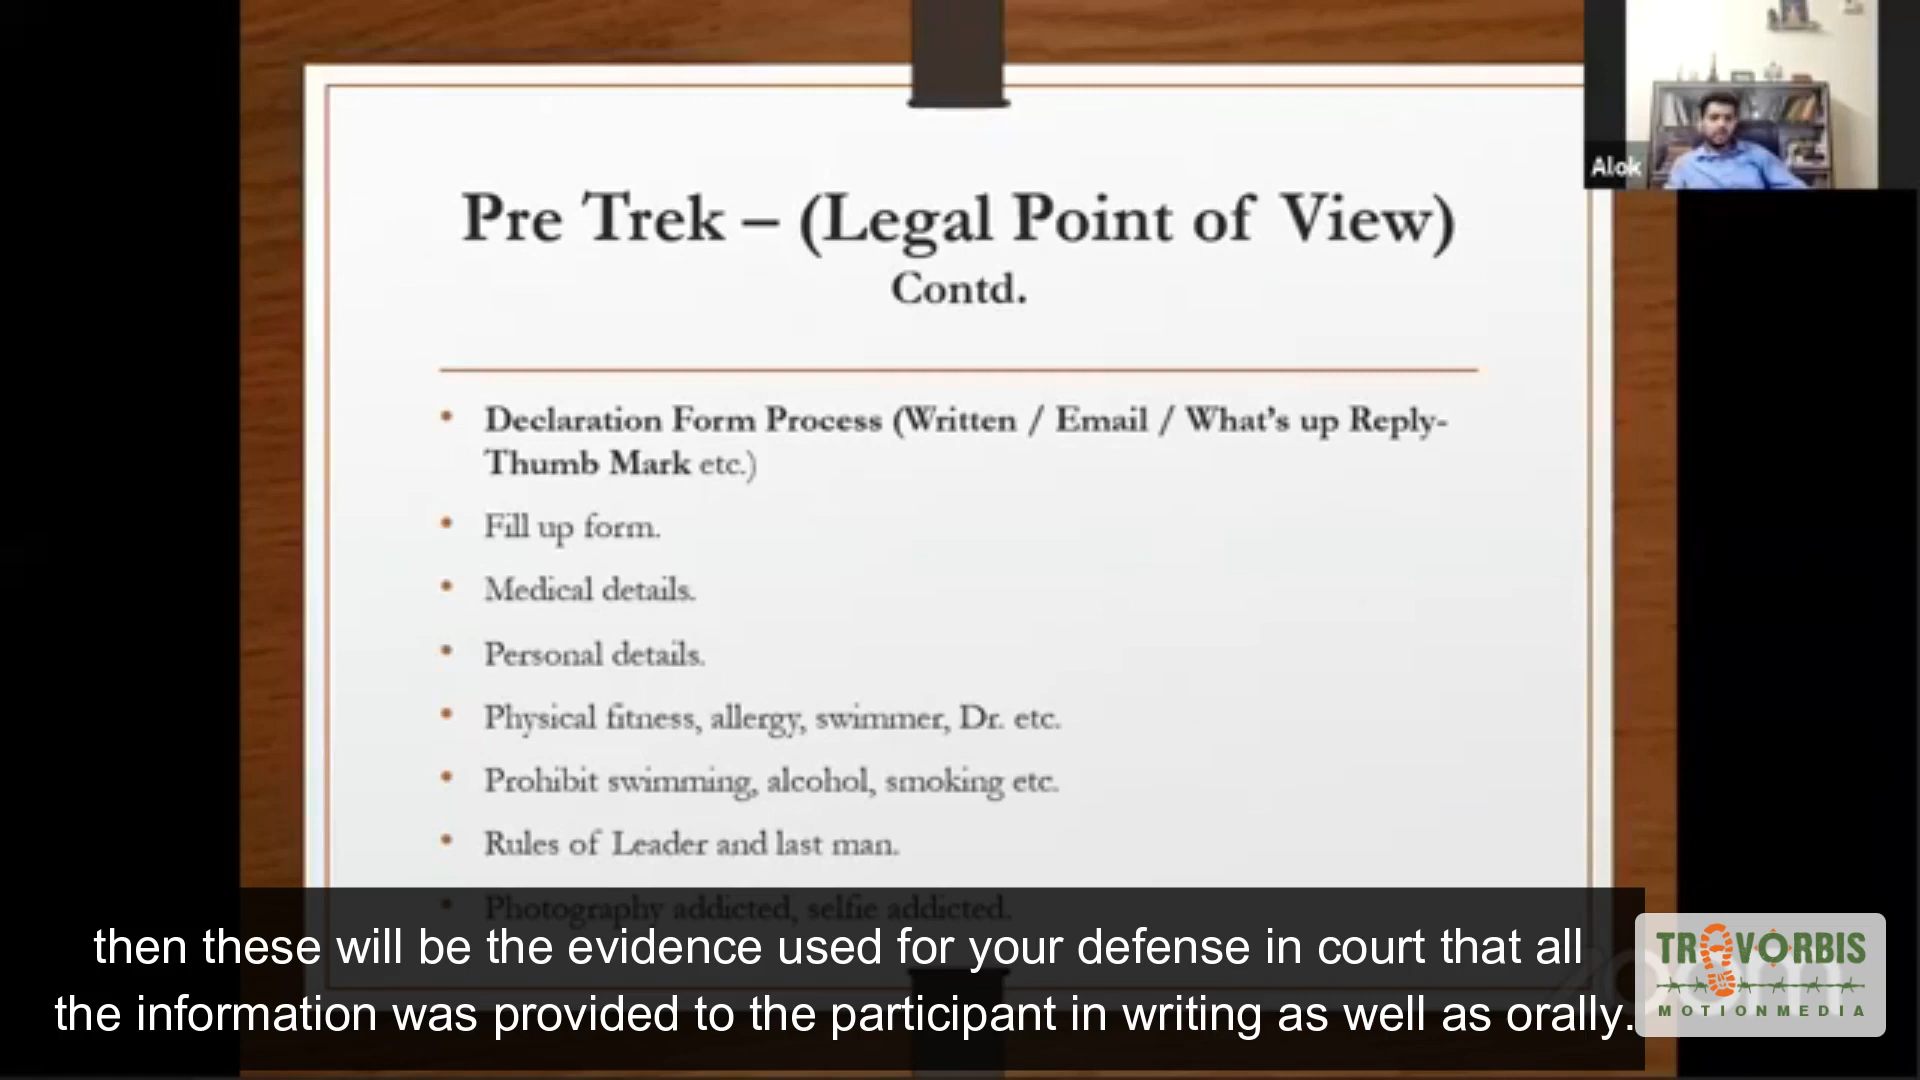 Alok
Pre Trek – (Legal Point of View)
Contd.
• Declaration Form Process (Written / Email / What's up Reply-
Thumb Mark etc.)
• Fill up form.
• Medical details.
• Personal details.
• Physical fitness, allergy, swimmer, Dr. etc.
• Prohibit swimming, alcohol, smoking etc.
• Rules of Leader and last man.
• Photography addicted, selfie addicted.
then these will be the evidence used for your defense in court that all
the information was provided to the participant in writing as well as orally.
zoom
TREVORBIS
MOTIONMEDIA